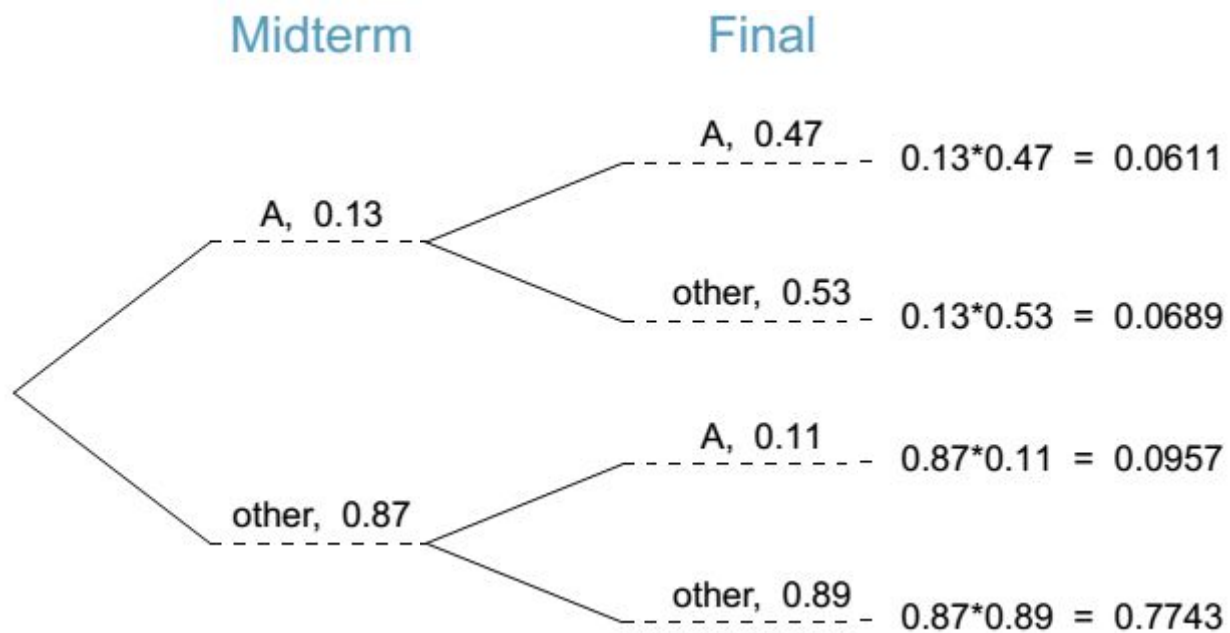 Midterm
Final
A, 0.47
0.13*0.47 = 0.0611
A, 0.13
other, 0.53
0.13*0.53 = 0.0689
A, 0.11
0.87*0.11 = 0.0957
other, 0.87
other, 0.89
0.87*0.89 = 0.7743